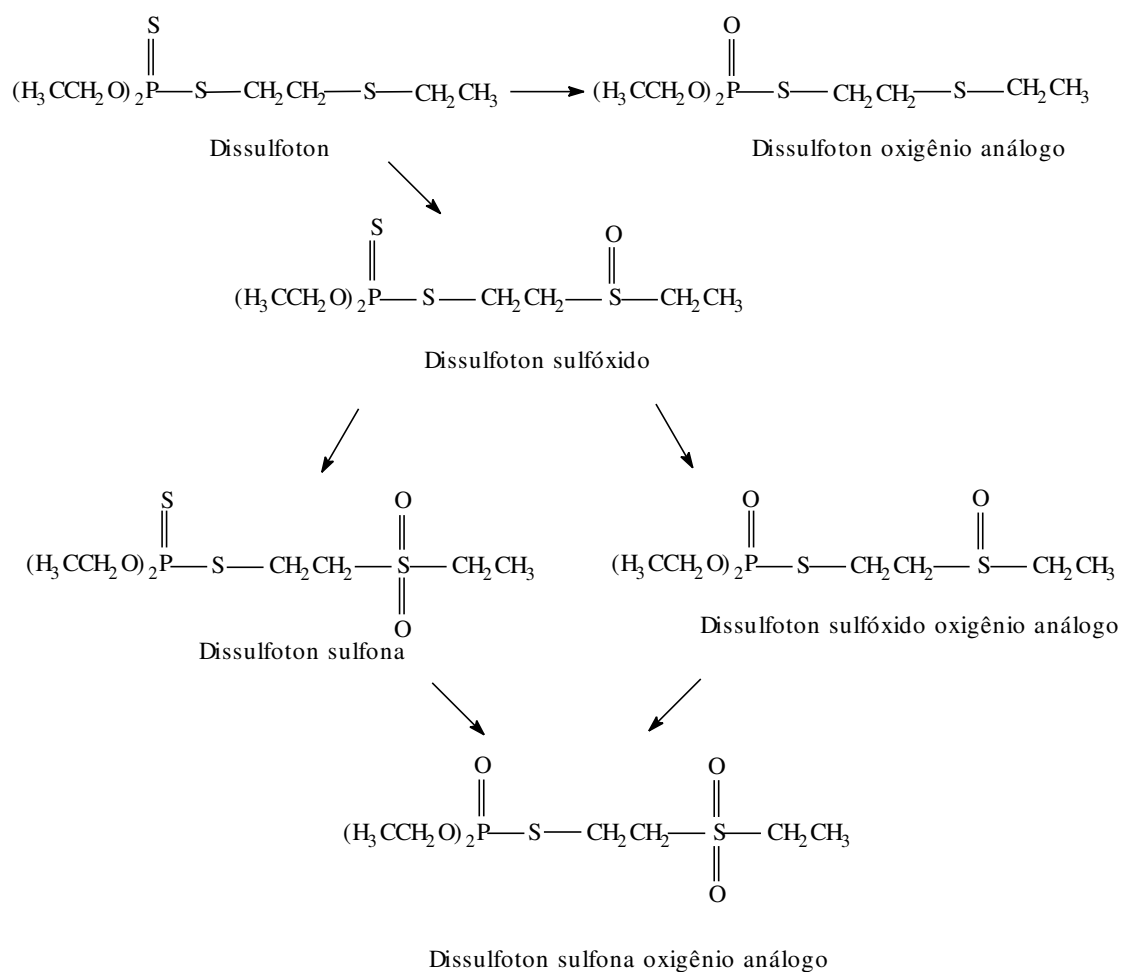 S
O
(H3CCH2O)2P—S—CH2CH2—S—CH2CH3
(H3CCH2O)2P—S—CH2CH2—S—CH2CH3
Dissulfoton
Dissulfoton oxigênio análogo
S
O
(H3CCH2O)2P—S—CH2CH2—S—CH2CH3
Dissulfoton sulfóxido
S
O
(H3CCH2O)2P—S—CH2CH2—S—CH2CH3
O
Dissulfoton sulfona
O
O
(H3CCH2O)2P—S—CH2CH2—S—CH2CH3
Dissulfoton sulfóxido oxigênio análogo
O
O
(H3CCH2O)2P—S—CH2CH2—S—CH2CH3
O
Dissulfoton sulfona oxigênio análogo